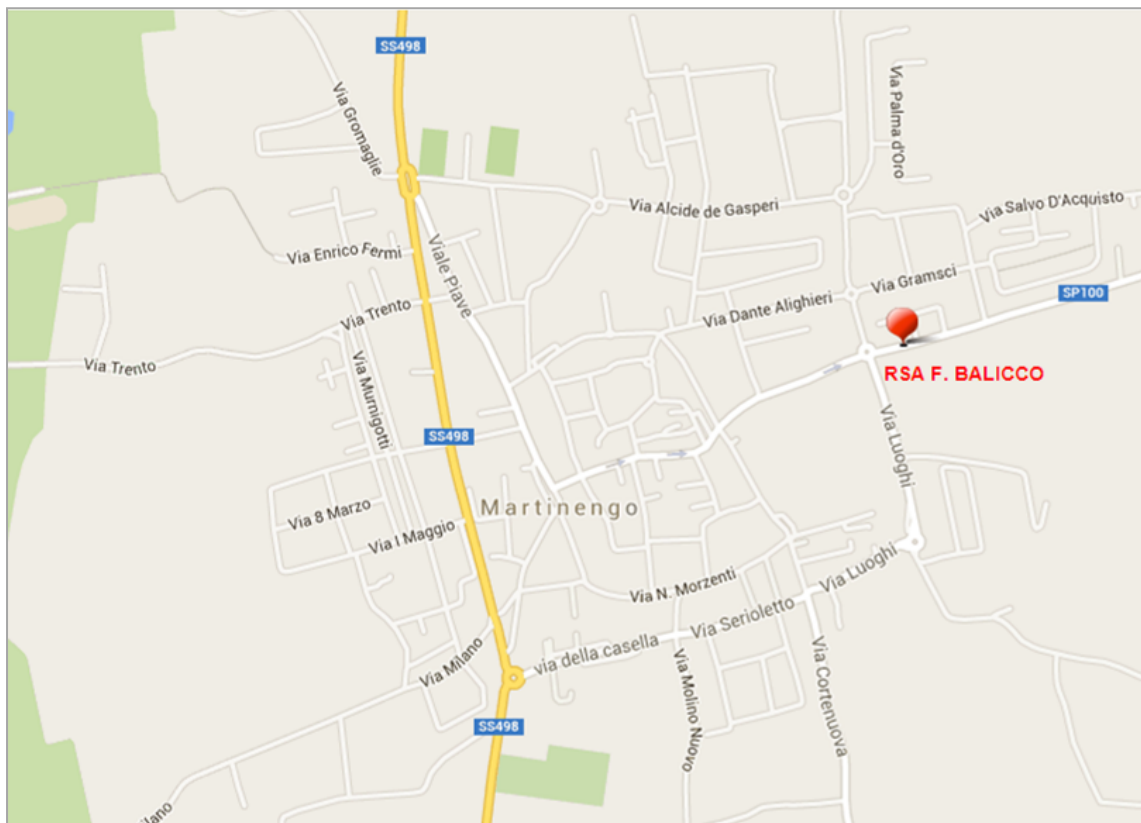 SS498
Via Gromaglie
Via Palma d'Oro
Via Alcide de Gasperi
Via Salvo D'Acquisto
Via Enrico Fermi
Viale Piave
Via Gramsci
SP100
Via Trento
Via Dante Alighieri
Via Trento
RSA F. BALICCO
Via Murnigotti
SS498
Via Luoghi
Martinengo
Via 8 Marzo
Via I Maggio
Via Luoghi
Via N. Morzenti
Via Serioletto
via della casella
Via Milano
Via Molino Nuovo
Via Cortenuova
SS498
ilano